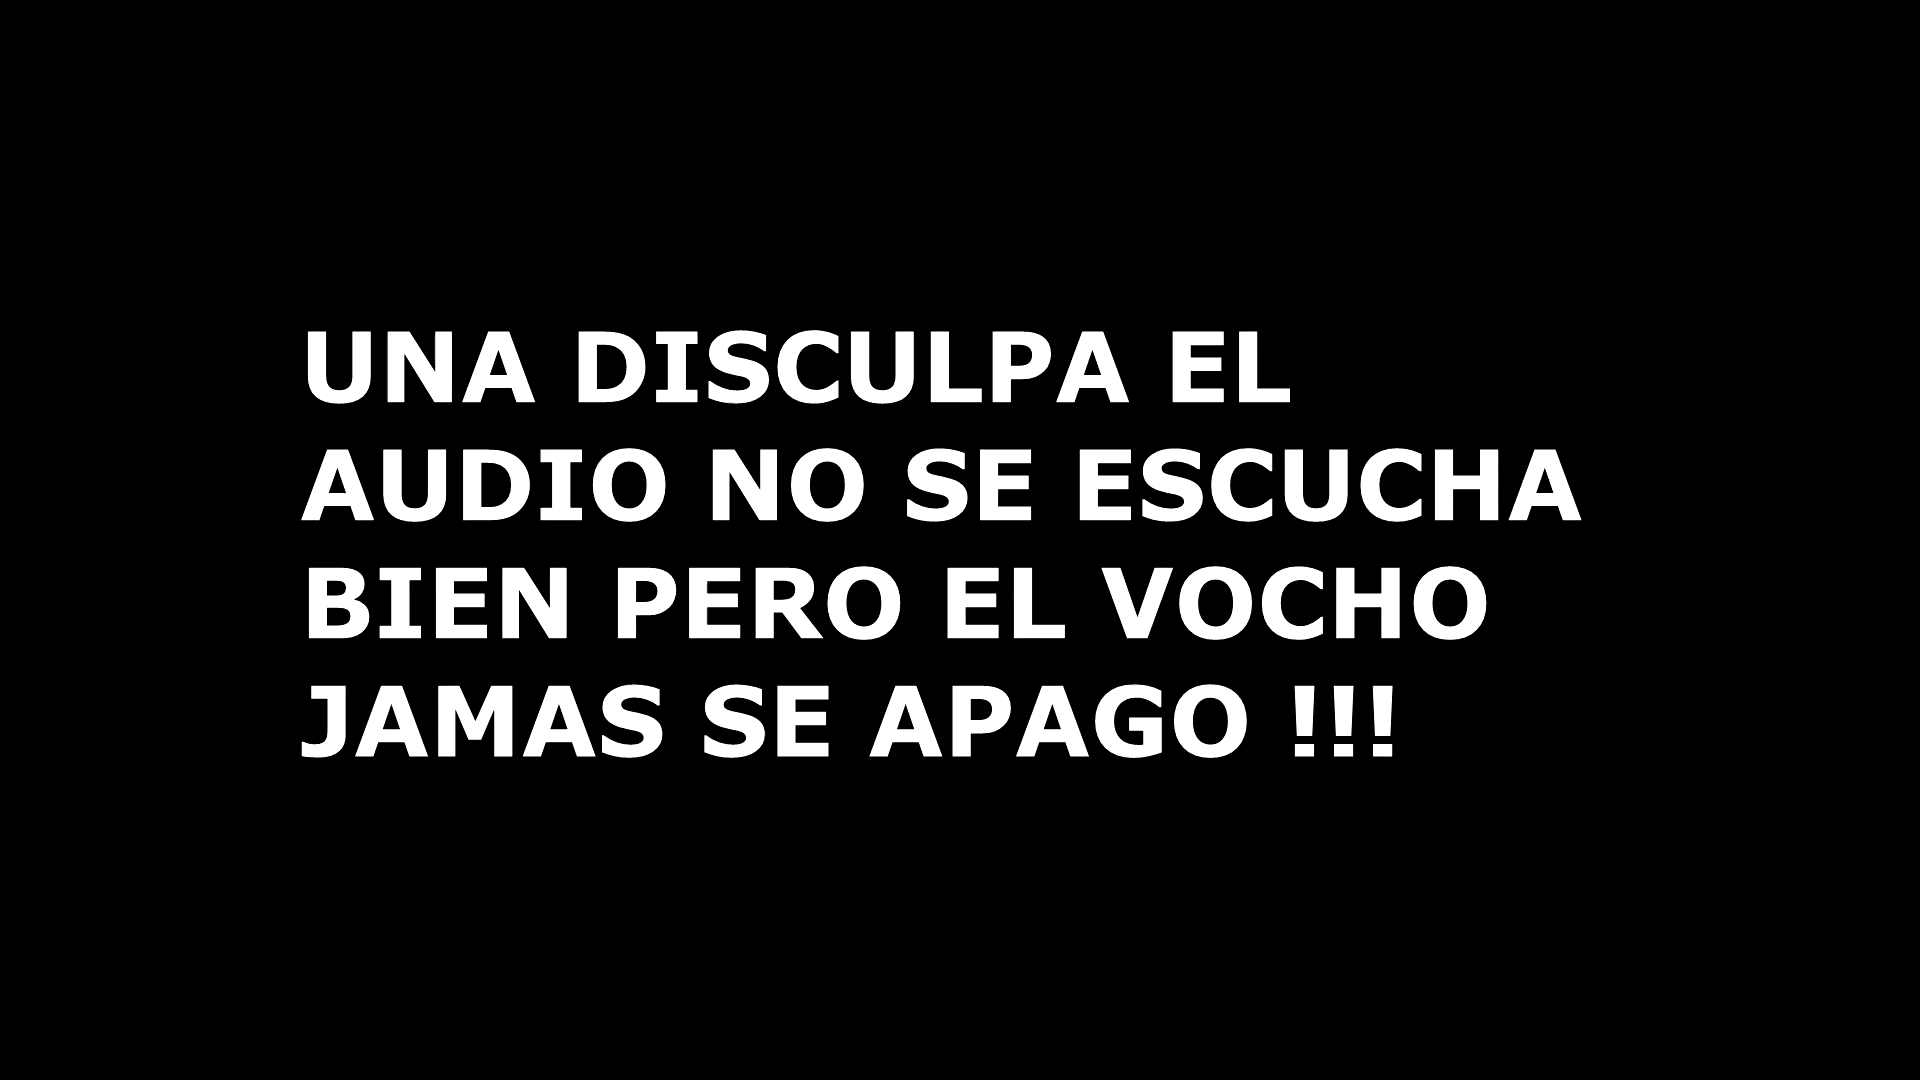 UNA DISCULPA EL
AUDIO NO SE ESCUCHA
BIEN PERO EL VOCHO
JAMAS SE APAGO !!!